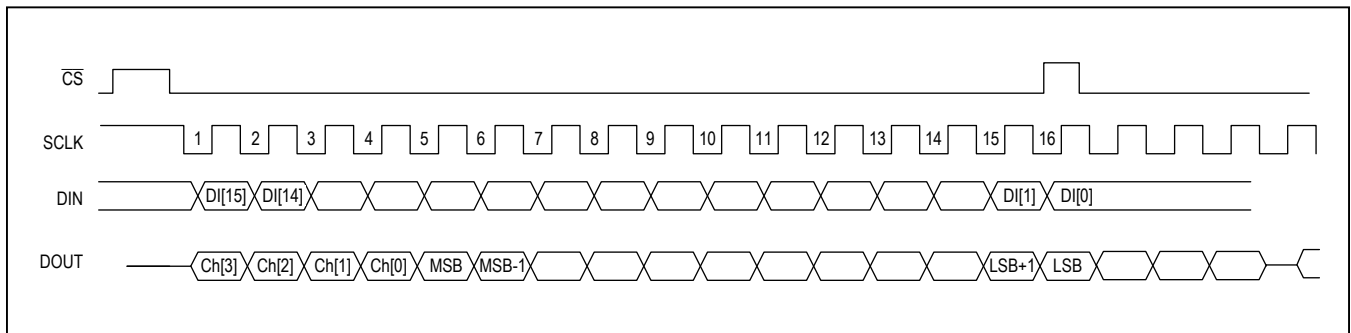 CS
SCLK 1 2 3 4 5 6 7 8 9 10 11 12 13 14 15 16
DIN DI[15] DI[14] DI[1] DI[0]
DOUT Ch[3] Ch[2] Ch[1] Ch[0] MSB MSB-1 LSB+1 LSB